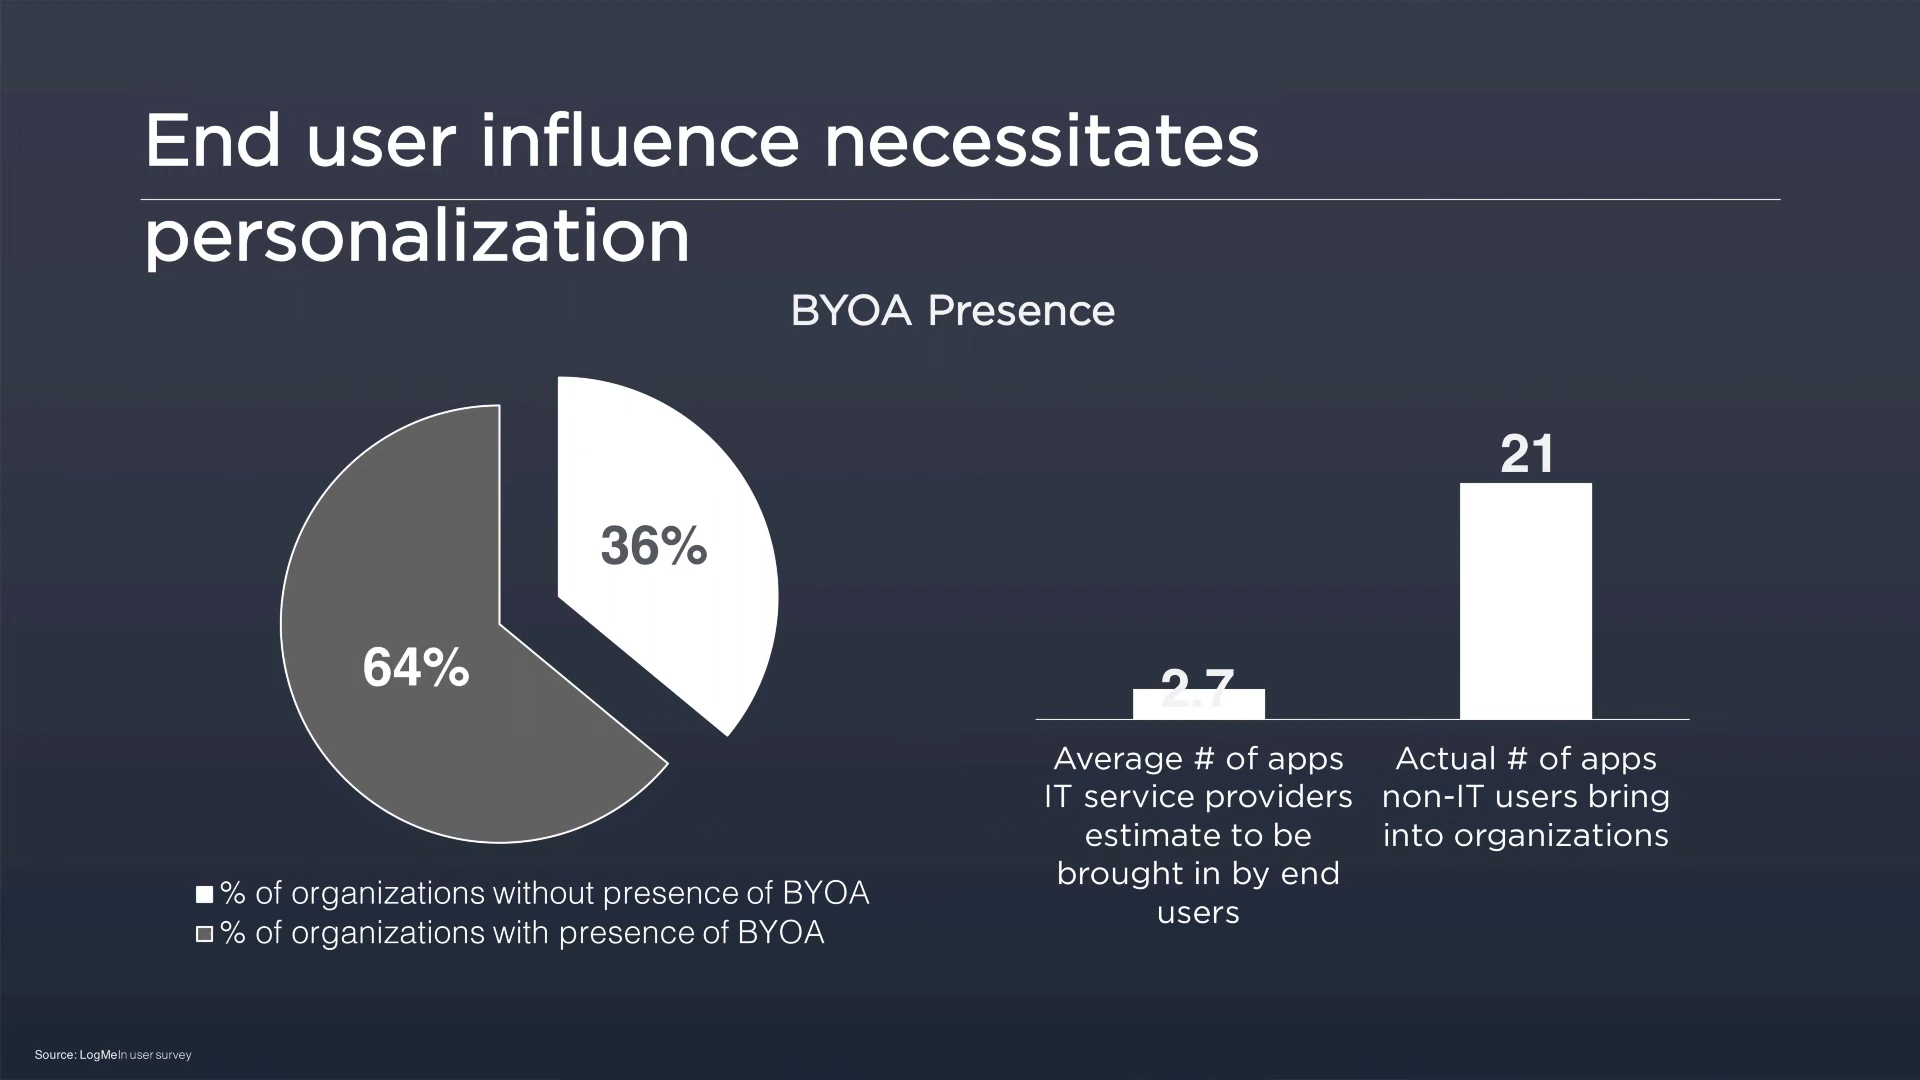 End user influence necessitates
personalization
BYOA Presence
36%
64%
% of organizations without presence of BYOA
% of organizations with presence of BYOA
21
2.7
Average # of apps
IT service providers
estimate to be
brought in by end
users
Actual # of apps
non-IT users bring
into organizations
Source: LogMeIn user survey